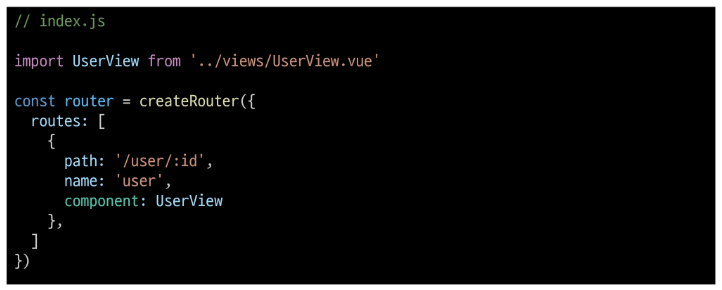 // index.js

import UserView from '../views/UserView.vue'

const router = createRouter({
  routes: [
    {
      path: '/user/:id',
      name: 'user',
      component: UserView
    },
  ]
})